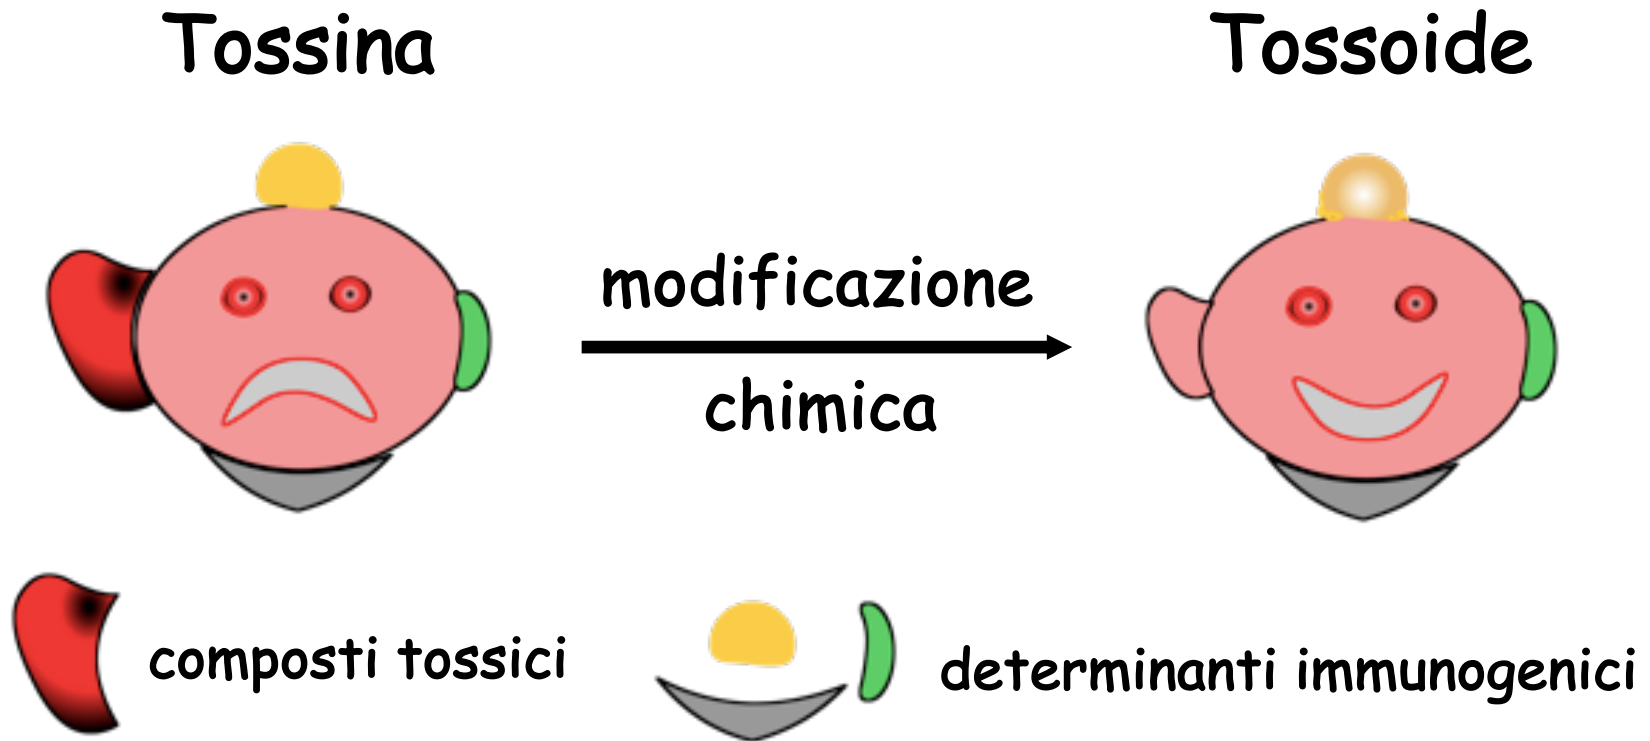 Tossina
Tossoide
modificazione
chimica
composti tossici
determinanti immunogenici